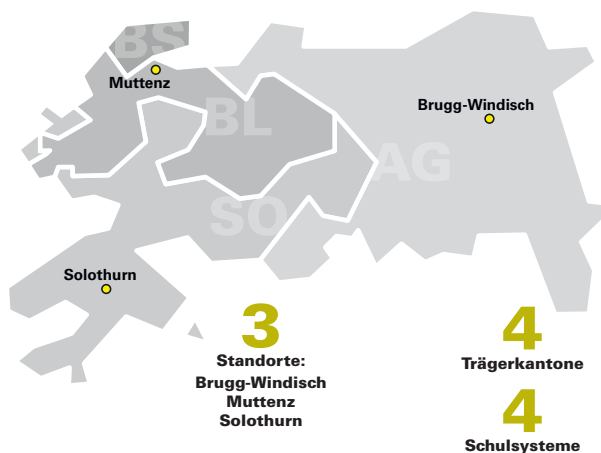 BS
Muttenz
Brugg-Windisch
BL
AG
SO
Solothurn
3
Standorte:
Brugg-Windisch
Muttenz
Solothurn
4
Trägerkantone
4
Schulsysteme